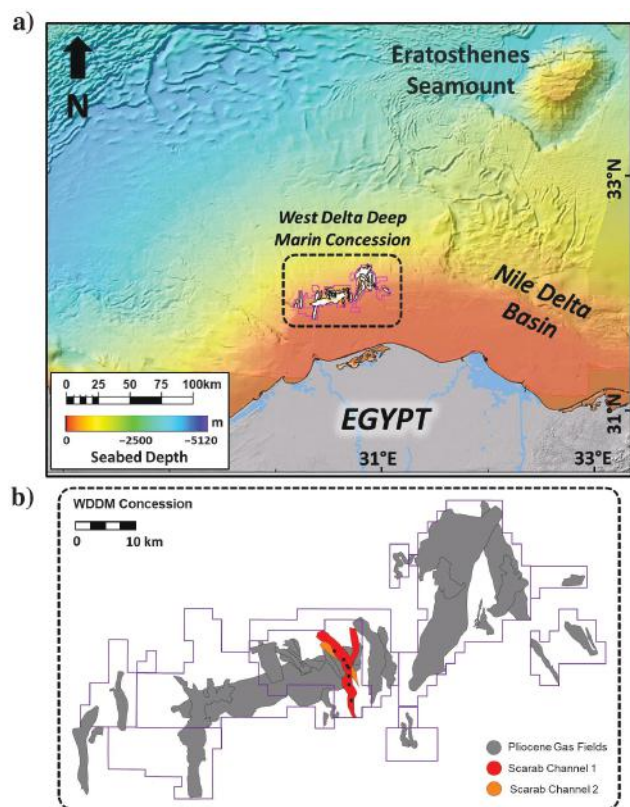 a)
N
Eratosthenes
Seamount
33°N
West Delta Deep
Marin Concession
Nile Delta
Basin
0 25 50 75 100km
m
0 −2500 −5120
Seabed Depth
EGYPT
31°N
31°E
33°E
b)
WDDM Concession
0 10 km
Pliocene Gas Fields
Scarab Channel 1
Scarab Channel 2